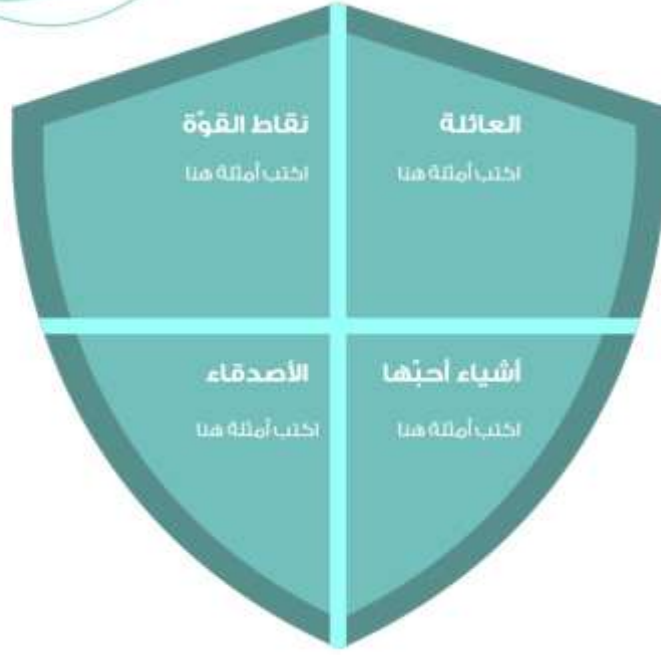 العائلة
اكتب أمثلة هنا
نقاط القوّة
اكتب أمثلة هنا
أشياء أحبّها
اكتب أمثلة هنا
الأصدقاء
اكتب أمثلة هنا